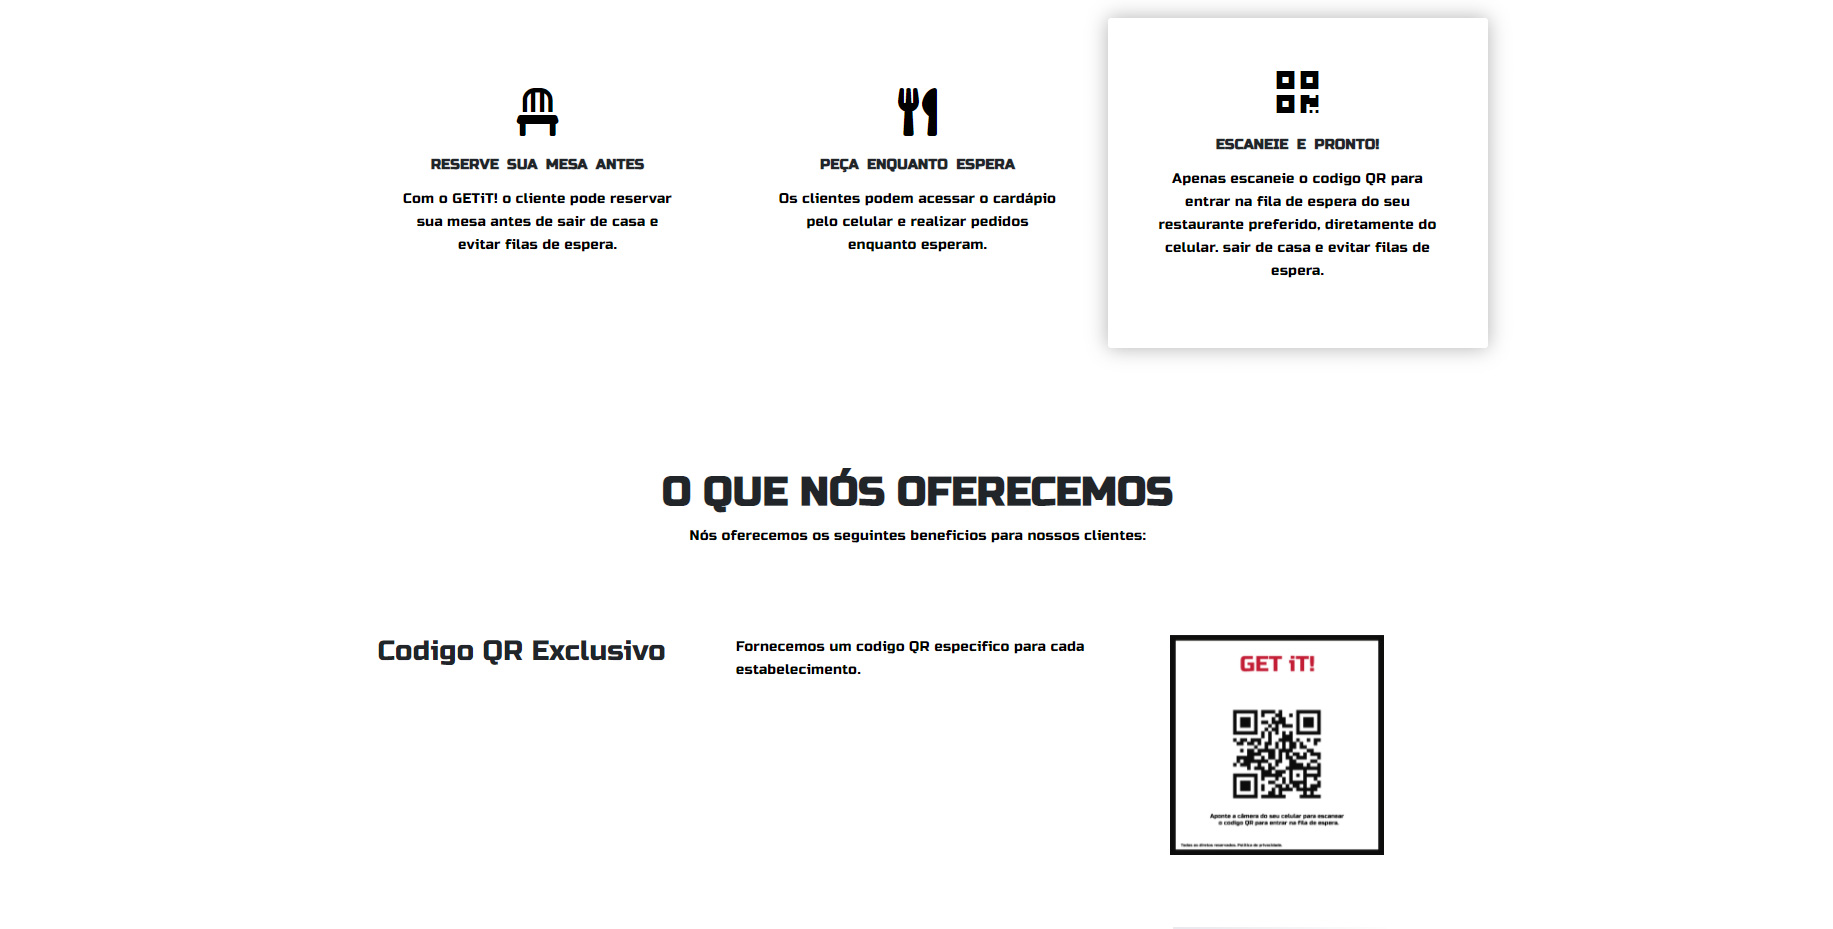 RESERVE SUA MESA ANTES
Com o GETiT! o cliente pode reservar
sua mesa antes de sair de casa e
evitar filas de espera.
PEÇA ENQUANTO ESPERA
Os clientes podem acessar o cardápio
pelo celular e realizar pedidos
enquanto esperam.
ESCANEIE E PRONTO!
Apenas escaneie o codigo QR para
entrar na fila de espera do seu
restaurante preferido, diretamente do
celular. sair de casa e evitar filas de
espera.
O QUE NÓS OFERECEMOS
Nós oferecemos os seguintes beneficios para nossos clientes:
Codigo QR Exclusivo
Fornecemos um codigo QR especifico para cada
estabelecimento.
GET iT!
Aponte a câmera do seu celular para escanear
o codigo QR para entrar na fila de espera.
Todos os direitos reservados. Política de privacidade.